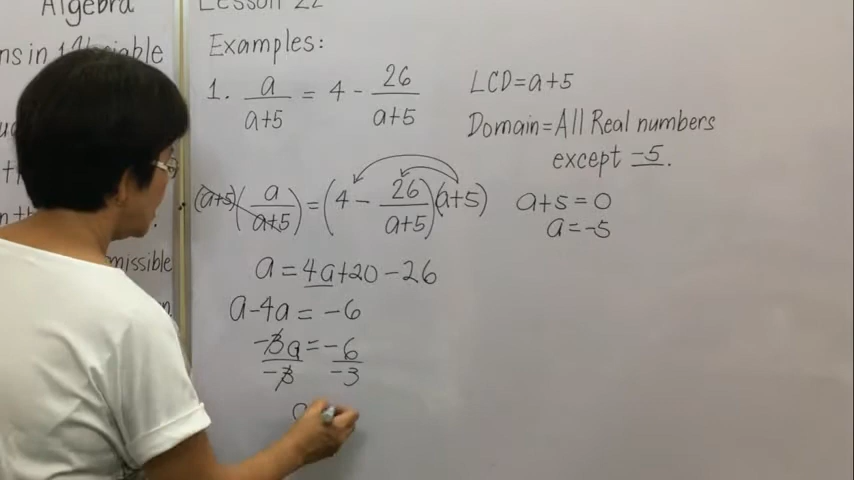 Algebra
Lesson 22
ns in 1 Variable
Examples:
1. a/(a+5) = 4 - 26/(a+5)
LCD=a+5
Domain=All Real numbers
except -5.
(a+5)(a/(a+5)) = (4 - 26/(a+5))(a+5)
a+5=0
a=-5
missible
a = 4a+20-26
a-4a = -6
-3a/-3 = -6/-3
a